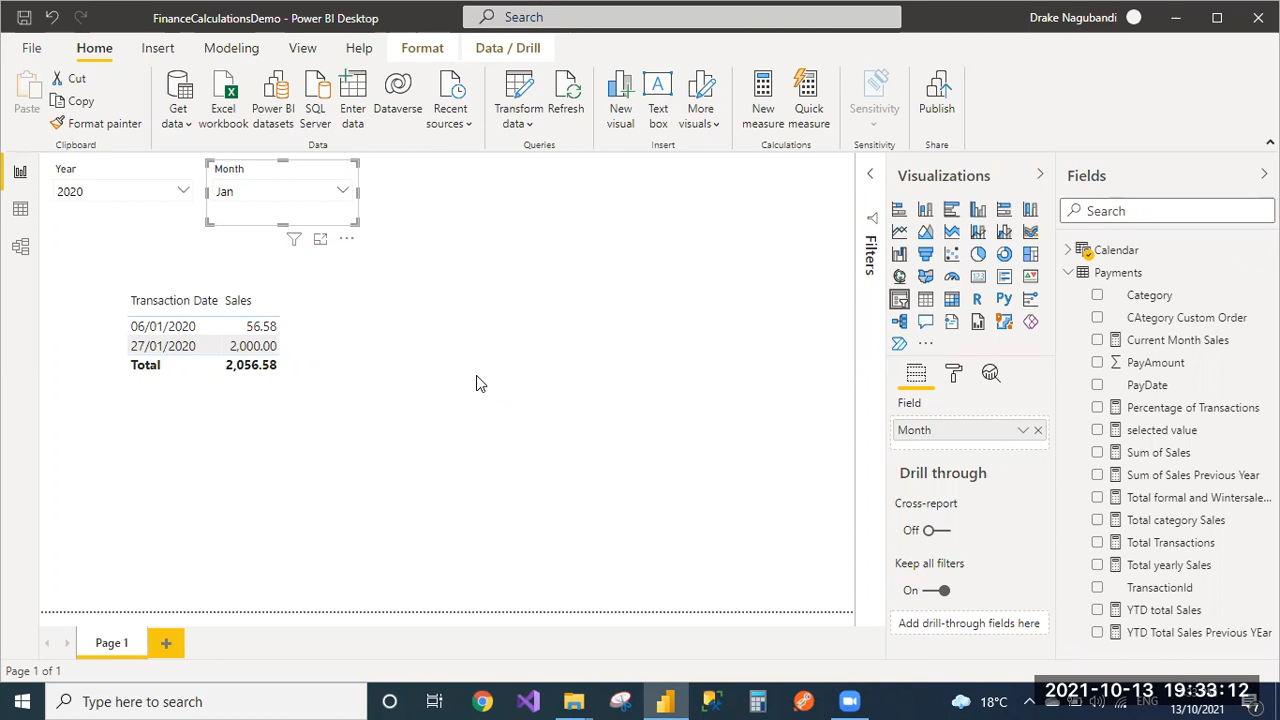 FinanceCalculationsDemo - Power BI Desktop
Search
Drake Nagubandi
File
Home
Insert
Modeling
View
Help
Format
Data / Drill
Paste
Cut
Copy
Format painter
Clipboard
Get data
Excel workbook
Power BI datasets
SQL Server
Enter data
Dataverse
Recent sources
Data
Transform data
Refresh
Queries
New visual
Text box
More visuals
Insert
New measure
Quick measure
Calculations
Sensitivity
Sensitivity
Publish
Share
Year
2020
Month
Jan
Transaction Date Sales
06/01/2020 56.58
27/01/2020 2,000.00
Total 2,056.58
Filters
Visualizations
R
Py
Field
Month
Drill through
Cross-report
Off
Keep all filters
On
Add drill-through fields here
Fields
Search
Calendar
Payments
Category
CAtegory Custom Order
Current Month Sales
PayAmount
PayDate
Percentage of Transactions
selected value
Sum of Sales
Sum of Sales Previous Year
Total formal and Wintersale...
Total category Sales
Total Transactions
Total yearly Sales
TransactionId
YTD total Sales
YTD Total Sales Previous YEar
Page 1
Page 1 of 1
Type here to search
18°C
ENG
2021-10-13 19:33:12
13/10/2021